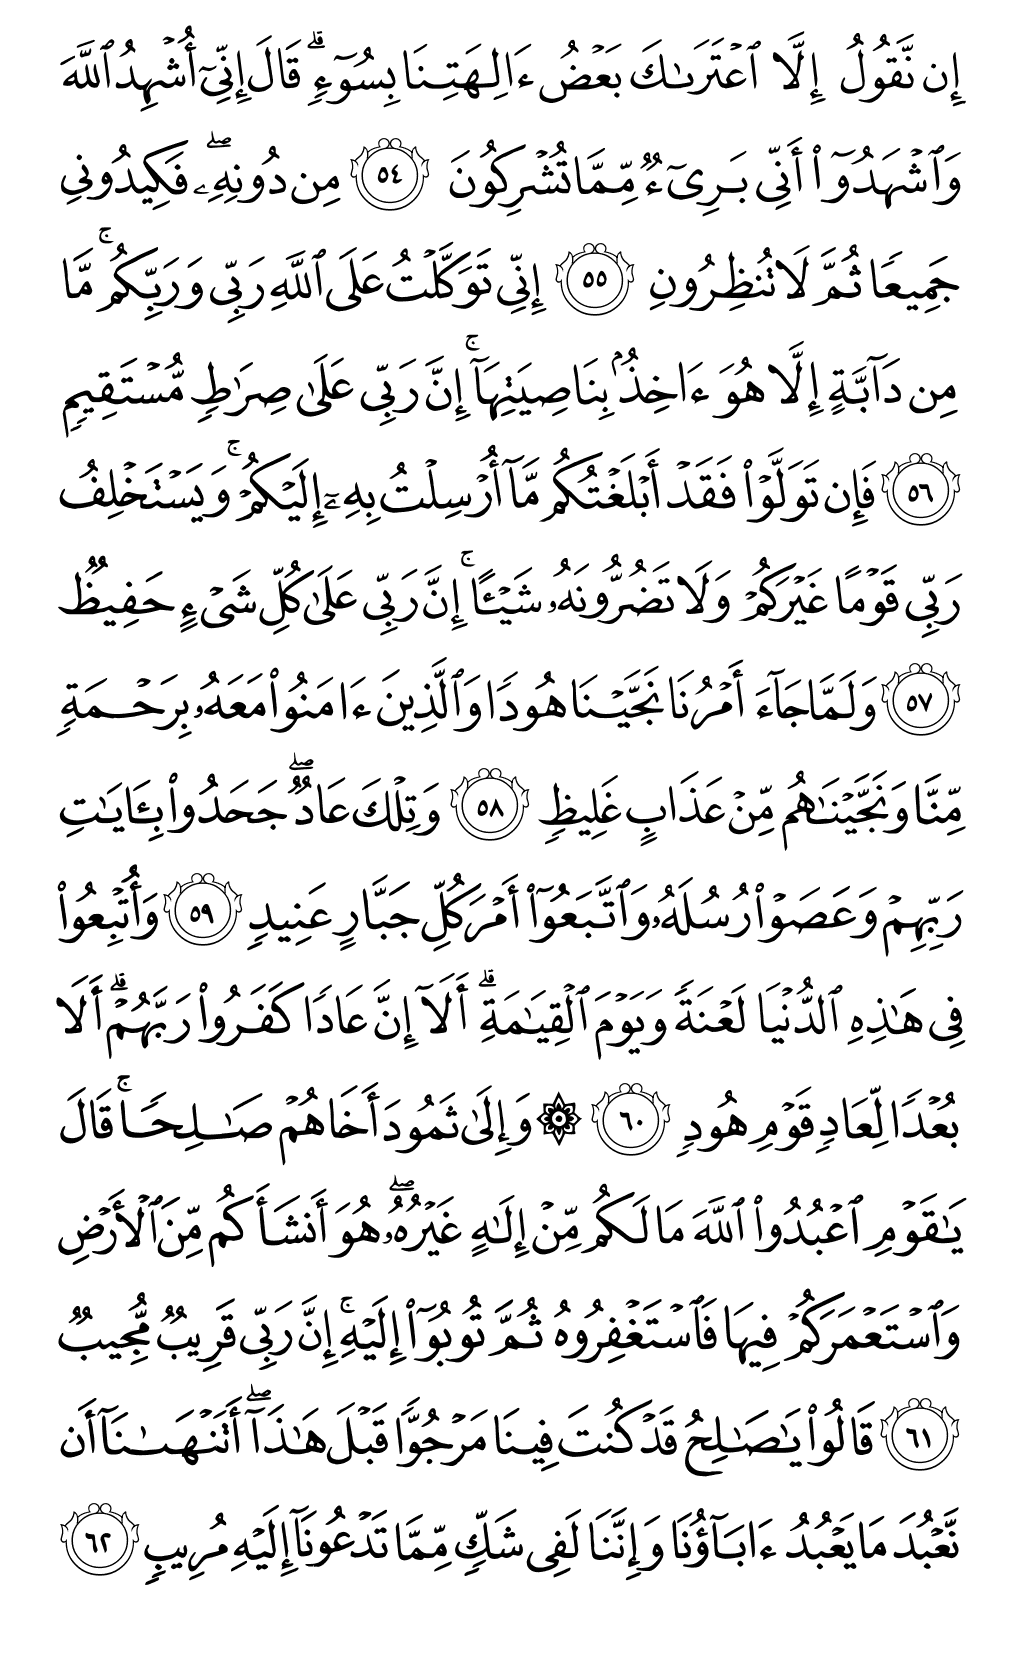 إِن نَّقُولُ إِلَّا ٱعۡتَرَىٰكَ بَعۡضُ ءَالِهَتِنَا بِسُوٓءٖۗ قَالَ إِنِّيٓ أُشۡهِدُ ٱللَّهَ
وَٱشۡهَدُوٓاْ أَنِّي بَرِيٓءٞ مِّمَّا تُشۡرِكُونَ ٥٤ مِن دُونِهِۦۖ فَكِيدُونِي
جَمِيعٗا ثُمَّ لَا تُنظِرُونِ ٥٥ إِنِّي تَوَكَّلۡتُ عَلَى ٱللَّهِ رَبِّي وَرَبِّكُمۚ مَّا
مِن دَآبَّةٍ إِلَّا هُوَ ءَاخِذُۢ بِنَاصِيَتِهَآۚ إِنَّ رَبِّي عَلَىٰ صِرَٰطٖ مُّسۡتَقِيمٖ
٥٦ فَإِن تَوَلَّوۡاْ فَقَدۡ أَبۡلَغۡتُكُم مَّآ أُرۡسِلۡتُ بِهِۦٓ إِلَيۡكُمۡۚ وَيَسۡتَخۡلِفُ
رَبِّي قَوۡمًا غَيۡرَكُمۡ وَلَا تَضُرُّونَهُۥ شَيۡـًٔاۚ إِنَّ رَبِّي عَلَىٰ كُلِّ شَيۡءٍ حَفِيظٞ
٥٧ وَلَمَّا جَآءَ أَمۡرُنَا نَجَّيۡنَا هُودٗا وَٱلَّذِينَ ءَامَنُواْ مَعَهُۥ بِرَحۡمَةٖ
مِّنَّا وَنَجَّيۡنَٰهُم مِّنۡ عَذَابٍ غَلِيظٖ ٥٨ وَتِلۡكَ عَادٞۖ جَحَدُواْ بِـَٔايَٰتِ
رَبِّهِمۡ وَعَصَوۡاْ رُسُلَهُۥ وَٱتَّبَعُوٓاْ أَمۡرَ كُلِّ جَبَّارٍ عَنِيدٖ ٥٩ وَأُتۡبِعُواْ
فِي هَٰذِهِ ٱلدُّنۡيَا لَعۡنَةٗ وَيَوۡمَ ٱلۡقِيَٰمَةِۗ أَلَآ إِنَّ عَادٗا كَفَرُواْ رَبَّهُمۡۗ أَلَا
بُعۡدٗا لِّعَادٖ قَوۡمِ هُودٖ ٦٠ ۞ وَإِلَىٰ ثَمُودَ أَخَاهُمۡ صَٰلِحٗاۚ قَالَ
يَٰقَوۡمِ ٱعۡبُدُواْ ٱللَّهَ مَا لَكُم مِّنۡ إِلَٰهٍ غَيۡرُهُۥۖ هُوَ أَنشَأَكُم مِّنَ ٱلۡأَرۡضِ
وَٱسۡتَعۡمَرَكُمۡ فِيهَا فَٱسۡتَغۡفِرُوهُ ثُمَّ تُوبُوٓاْ إِلَيۡهِۚ إِنَّ رَبِّي قَرِيبٞ مُّجِيبٞ
٦١ قَالُواْ يَٰصَٰلِحُ قَدۡ كُنتَ فِينَا مَرۡجُوّٗا قَبۡلَ هَٰذَآۖ أَتَنۡهَىٰنَآ أَن
نَّعۡبُدَ مَا يَعۡبُدُ ءَابَآؤُنَا وَإِنَّنَا لَفِي شَكّٖ مِّمَّا تَدۡعُونَآ إِلَيۡهِ مُرِيبٖ ٦٢